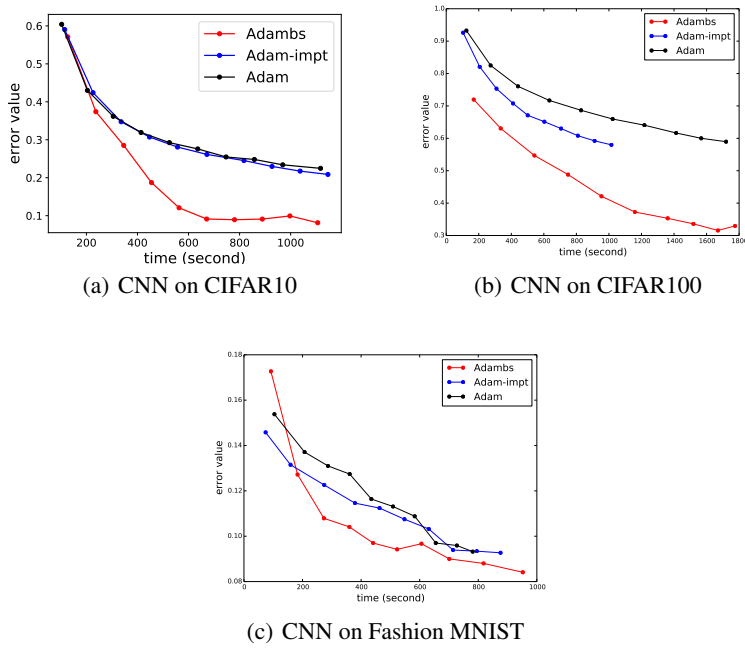 0.6
0.5
0.4
0.3
0.2
0.1
error value
200 400 600 800 1000
time (second)
Adambs
Adam-impt
Adam
(a) CNN on CIFAR10
1.0
0.9
0.8
0.7
0.6
0.5
0.4
0.3
error value
0 200 400 600 800 1000 1200 1400 1600 1800
time (second)
Adambs
Adam-impt
Adam
(b) CNN on CIFAR100
0.18
0.16
0.14
0.12
0.10
0.08
error value
0 200 400 600 800 1000
time (second)
Adambs
Adam-impt
Adam
(c) CNN on Fashion MNIST